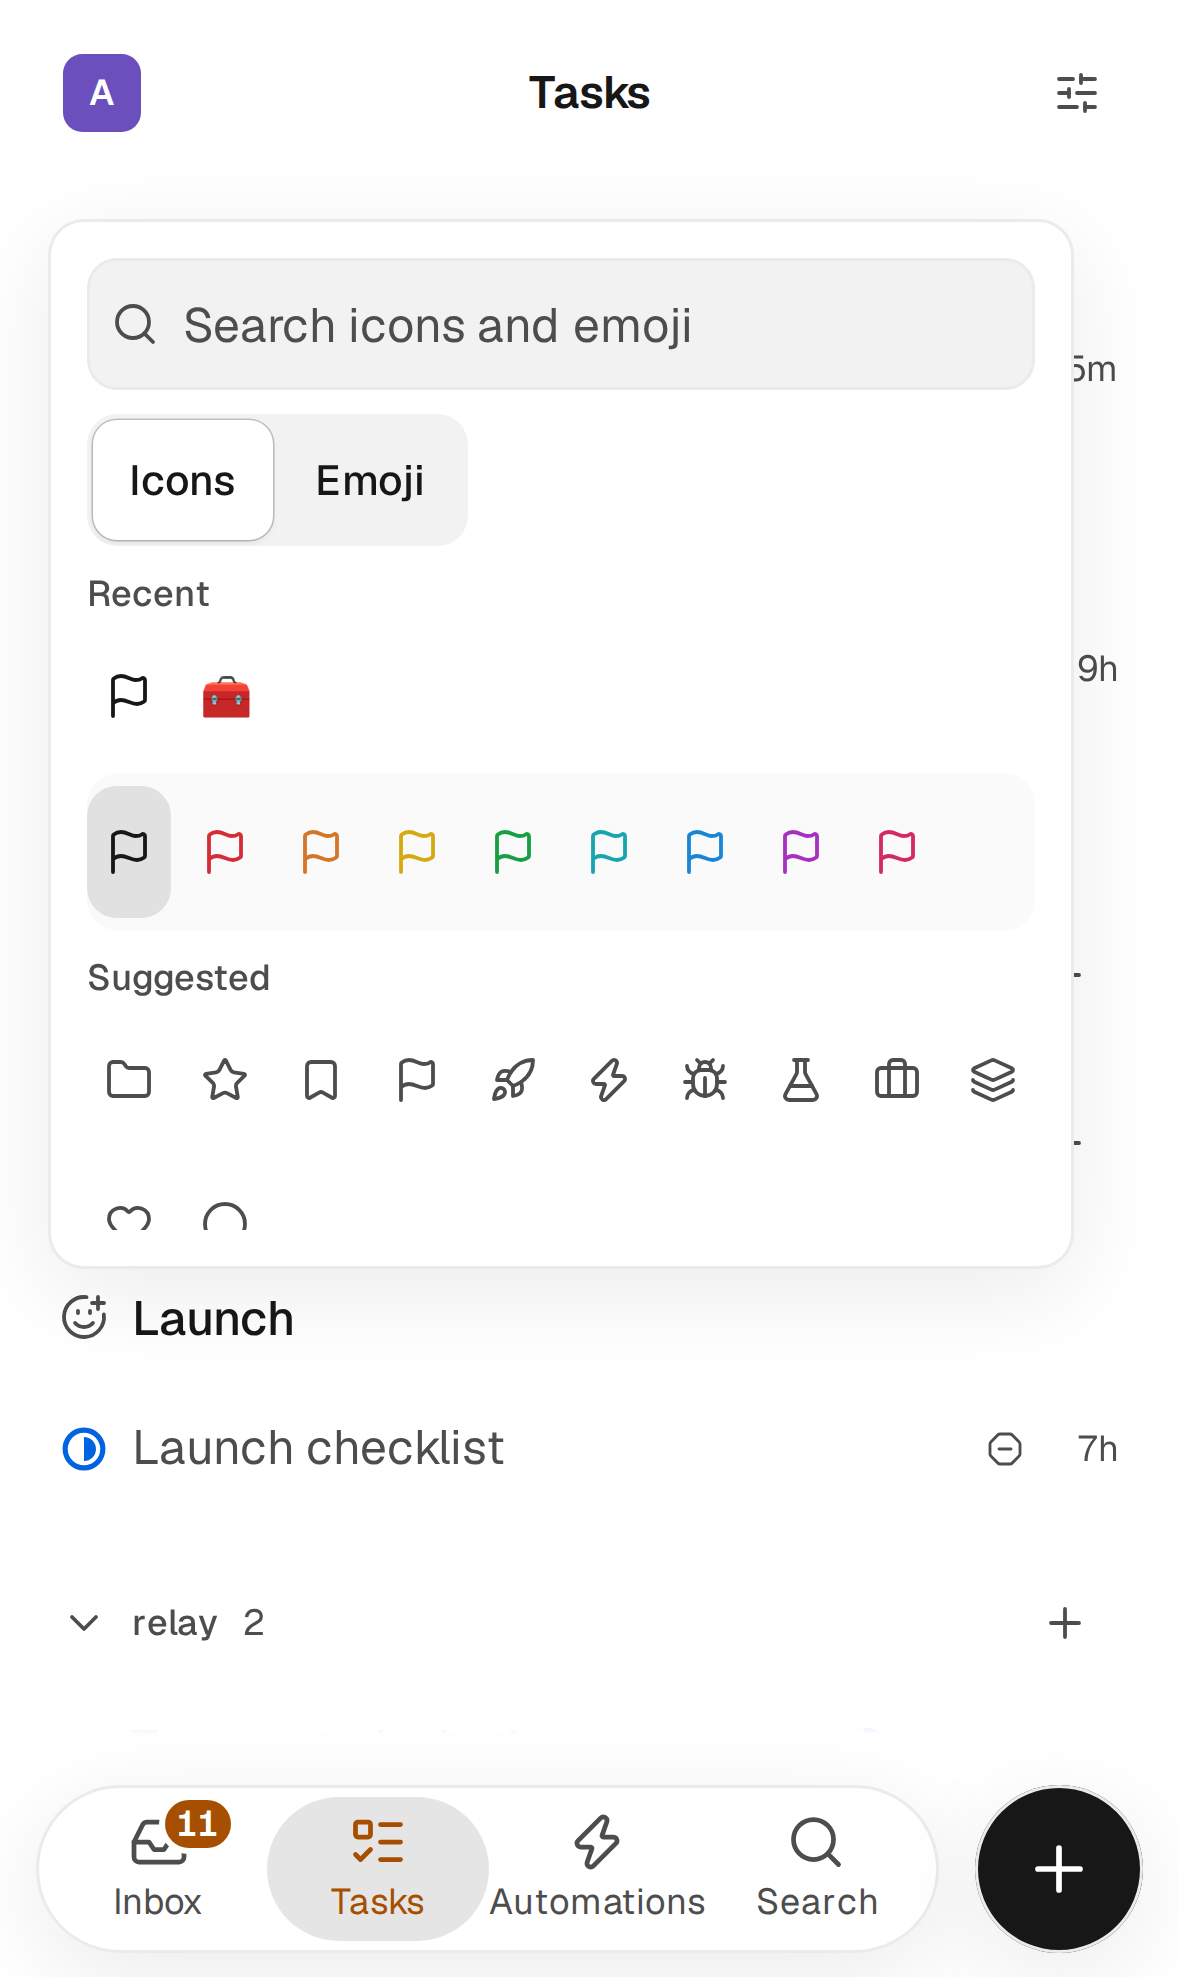 A
Tasks
Search icons and emoji
5m
Icons
Emoji
Recent
9h
Suggested
Launch
Launch checklist
7h
relay 2
11
Inbox
Tasks
Automations
Search